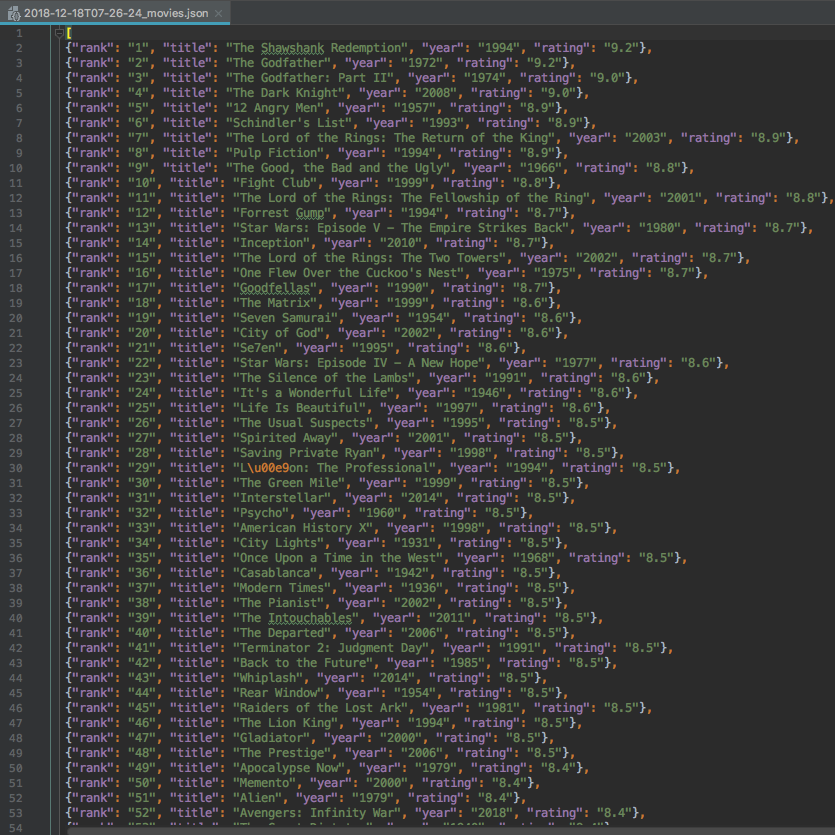 2018-12-18T07-26-24_movies.json
1 [
2 {"rank": "1", "title": "The Shawshank Redemption", "year": "1994", "rating": "9.2"},
3 {"rank": "2", "title": "The Godfather", "year": "1972", "rating": "9.2"},
4 {"rank": "3", "title": "The Godfather: Part II", "year": "1974", "rating": "9.0"},
5 {"rank": "4", "title": "The Dark Knight", "year": "2008", "rating": "9.0"},
6 {"rank": "5", "title": "12 Angry Men", "year": "1957", "rating": "8.9"},
7 {"rank": "6", "title": "Schindler's List", "year": "1993", "rating": "8.9"},
8 {"rank": "7", "title": "The Lord of the Rings: The Return of the King", "year": "2003", "rating": "8.9"},
9 {"rank": "8", "title": "Pulp Fiction", "year": "1994", "rating": "8.9"},
10 {"rank": "9", "title": "The Good, the Bad and the Ugly", "year": "1966", "rating": "8.8"},
11 {"rank": "10", "title": "Fight Club", "year": "1999", "rating": "8.8"},
12 {"rank": "11", "title": "The Lord of the Rings: The Fellowship of the Ring", "year": "2001", "rating": "8.8"},
13 {"rank": "12", "title": "Forrest Gump", "year": "1994", "rating": "8.7"},
14 {"rank": "13", "title": "Star Wars: Episode V - The Empire Strikes Back", "year": "1980", "rating": "8.7"},
15 {"rank": "14", "title": "Inception", "year": "2010", "rating": "8.7"},
16 {"rank": "15", "title": "The Lord of the Rings: The Two Towers", "year": "2002", "rating": "8.7"},
17 {"rank": "16", "title": "One Flew Over the Cuckoo's Nest", "year": "1975", "rating": "8.7"},
18 {"rank": "17", "title": "Goodfellas", "year": "1990", "rating": "8.7"},
19 {"rank": "18", "title": "The Matrix", "year": "1999", "rating": "8.6"},
20 {"rank": "19", "title": "Seven Samurai", "year": "1954", "rating": "8.6"},
21 {"rank": "20", "title": "City of God", "year": "2002", "rating": "8.6"},
22 {"rank": "21", "title": "Se7en", "year": "1995", "rating": "8.6"},
23 {"rank": "22", "title": "Star Wars: Episode IV - A New Hope", "year": "1977", "rating": "8.6"},
24 {"rank": "23", "title": "The Silence of the Lambs", "year": "1991", "rating": "8.6"},
25 {"rank": "24", "title": "It's a Wonderful Life", "year": "1946", "rating": "8.6"},
26 {"rank": "25", "title": "Life Is Beautiful", "year": "1997", "rating": "8.6"},
27 {"rank": "26", "title": "The Usual Suspects", "year": "1995", "rating": "8.5"},
28 {"rank": "27", "title": "Spirited Away", "year": "2001", "rating": "8.5"},
29 {"rank": "28", "title": "Saving Private Ryan", "year": "1998", "rating": "8.5"},
30 {"rank": "29", "title": "L\u00e9on: The Professional", "year": "1994", "rating": "8.5"},
31 {"rank": "30", "title": "The Green Mile", "year": "1999", "rating": "8.5"},
32 {"rank": "31", "title": "Interstellar", "year": "2014", "rating": "8.5"},
33 {"rank": "32", "title": "Psycho", "year": "1960", "rating": "8.5"},
34 {"rank": "33", "title": "American History X", "year": "1998", "rating": "8.5"},
35 {"rank": "34", "title": "City Lights", "year": "1931", "rating": "8.5"},
36 {"rank": "35", "title": "Once Upon a Time in the West", "year": "1968", "rating": "8.5"},
37 {"rank": "36", "title": "Casablanca", "year": "1942", "rating": "8.5"},
38 {"rank": "37", "title": "Modern Times", "year": "1936", "rating": "8.5"},
39 {"rank": "38", "title": "The Pianist", "year": "2002", "rating": "8.5"},
40 {"rank": "39", "title": "The Intouchables", "year": "2011", "rating": "8.5"},
41 {"rank": "40", "title": "The Departed", "year": "2006", "rating": "8.5"},
42 {"rank": "41", "title": "Terminator 2: Judgment Day", "year": "1991", "rating": "8.5"},
43 {"rank": "42", "title": "Back to the Future", "year": "1985", "rating": "8.5"},
44 {"rank": "43", "title": "Whiplash", "year": "2014", "rating": "8.5"},
45 {"rank": "44", "title": "Rear Window", "year": "1954", "rating": "8.5"},
46 {"rank": "45", "title": "Raiders of the Lost Ark", "year": "1981", "rating": "8.5"},
47 {"rank": "46", "title": "The Lion King", "year": "1994", "rating": "8.5"},
48 {"rank": "47", "title": "Gladiator", "year": "2000", "rating": "8.5"},
49 {"rank": "48", "title": "The Prestige", "year": "2006", "rating": "8.5"},
50 {"rank": "49", "title": "Apocalypse Now", "year": "1979", "rating": "8.4"},
51 {"rank": "50", "title": "Memento", "year": "2000", "rating": "8.4"},
52 {"rank": "51", "title": "Alien", "year": "1979", "rating": "8.4"},
53 {"rank": "52", "title": "Avengers: Infinity War", "year": "2018", "rating": "8.4"},
54